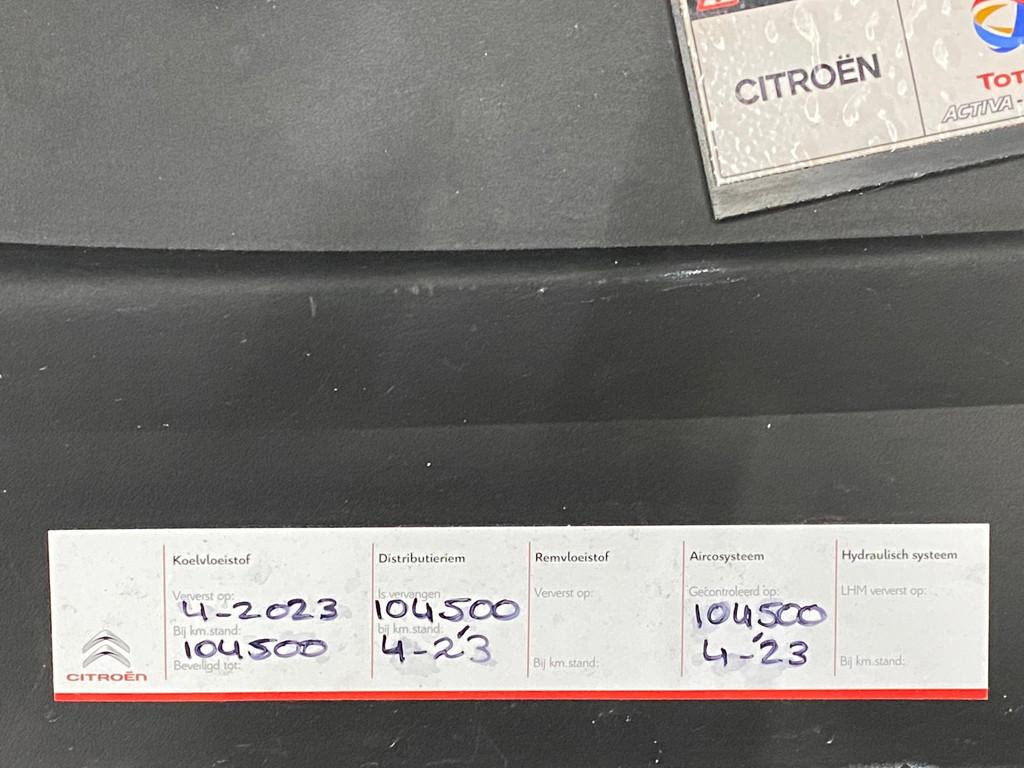 CITROËN
TOT
ACTIVA -
Koelvloeistof
Ververst op:
4-2023
Bij km.stand:
104500
Beveiligd tot:
Distributieriem
Is vervangen
104500
bij km.stand:
4-'23
Remvloeistof
Ververst op:
Bij km.stand:
Aircosysteem
Gecontroleerd op:
104500
4-'23
Hydraulisch systeem
LHM ververst op:
Bij km.stand:
CITROËN